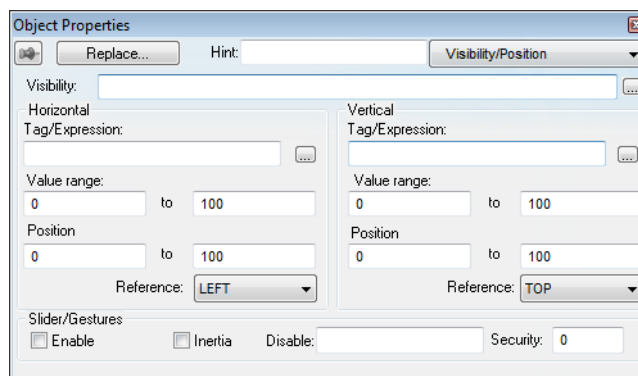 Object Properties
Replace... Hint: Visibility/Position
Visibility: ...
Horizontal Vertical
Tag/Expression: Tag/Expression:
... ...
Value range: Value range:
0 to 100 0 to 100
Position Position
0 to 100 0 to 100
Reference: LEFT Reference: TOP
Slider/Gestures
Enable Inertia Disable: Security: 0